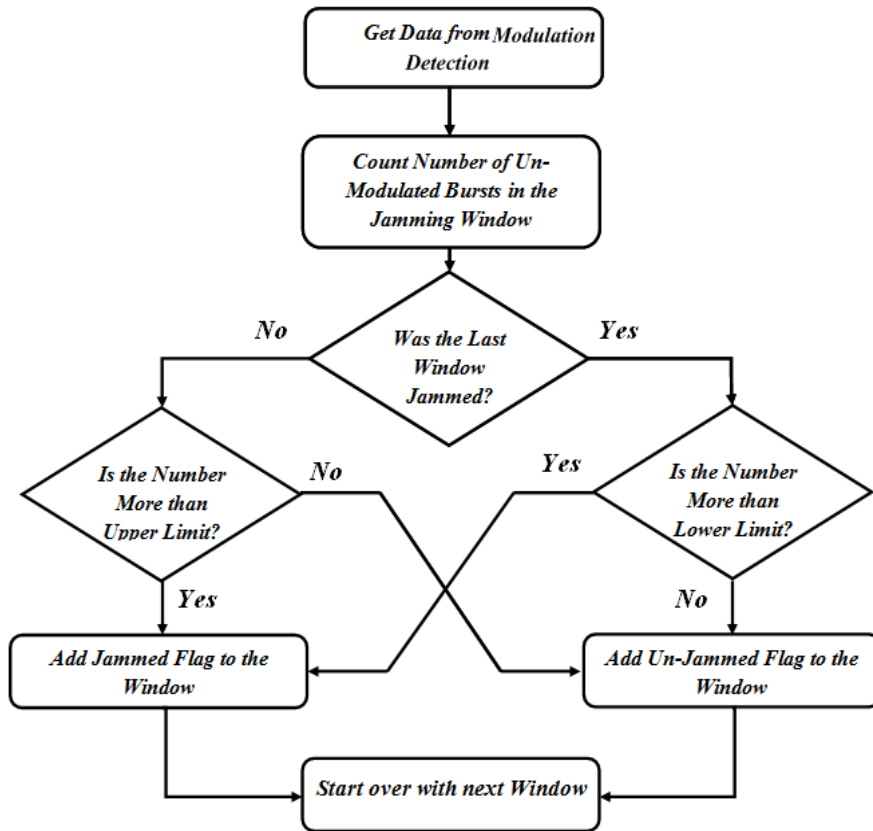 Get Data from Modulation
Detection
Count Number of Un-
Modulated Bursts in the
Jamming Window
No
Yes
Was the Last
Window
Jammed?
Is the Number
More than
Upper Limit?
No
Yes
Is the Number
More than
Lower Limit?
Yes
No
Add Jammed Flag to the
Window
Add Un-Jammed Flag to the
Window
Start over with next Window